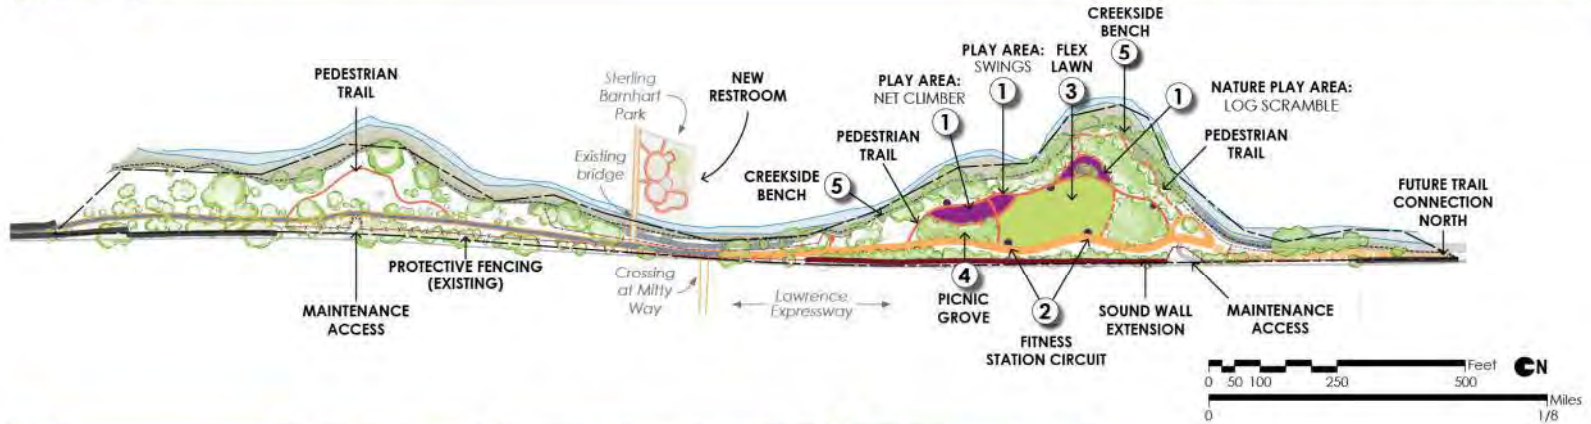 CREEKSIDE
BENCH
5
PLAY AREA:
SWINGS
1
FLEX
LAWN
3
PEDESTRIAN
TRAIL
Sterling
Barnhart
Park
NEW
RESTROOM
PLAY AREA:
NET CLIMBER
1
1
NATURE PLAY AREA:
LOG SCRAMBLE
PEDESTRIAN
TRAIL
PEDESTRIAN
TRAIL
Existing
bridge
CREEKSIDE
BENCH
5
FUTURE TRAIL
CONNECTION
NORTH
PROTECTIVE FENCING
(EXISTING)
MAINTENANCE
ACCESS
Crossing
at Mitty
Way
Lawrence
Expressway
4
PICNIC
GROVE
2
FITNESS
STATION CIRCUIT
SOUND WALL
EXTENSION
MAINTENANCE
ACCESS
Feet
N
0 50 100 250 500
Miles
0 1/8